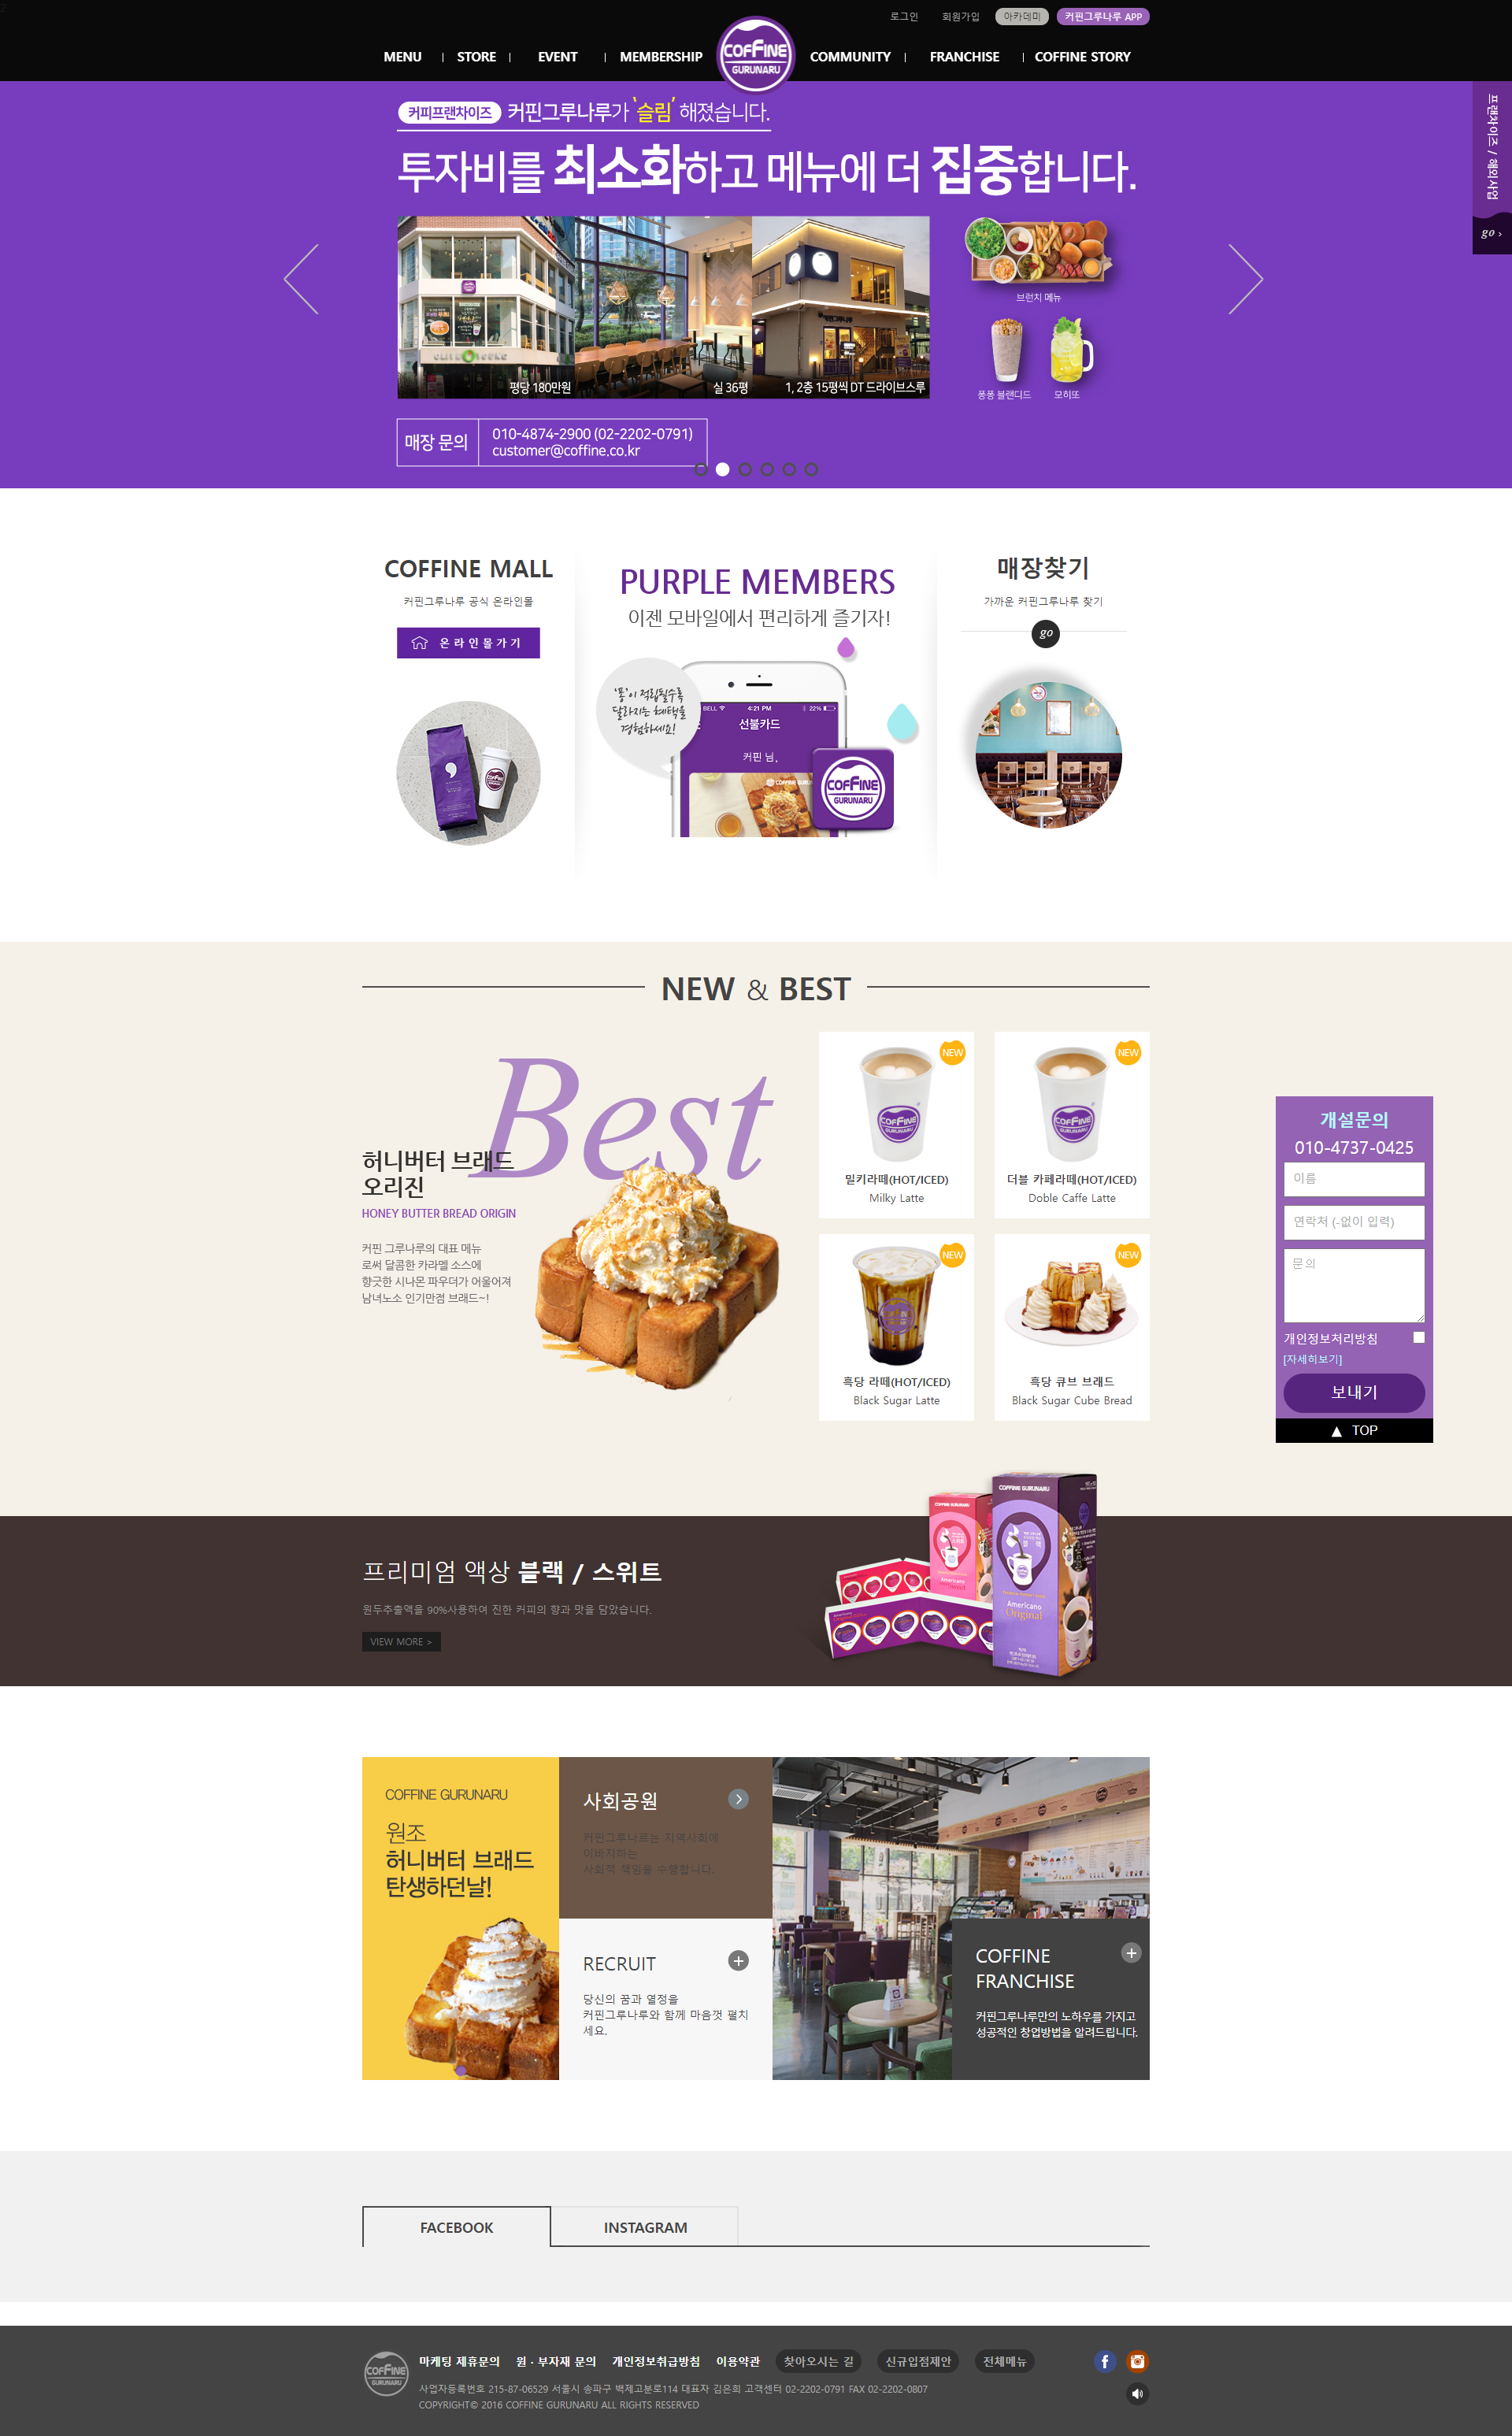 로그인
회원가입
아카데미
커핀그루나루 APP
MENU
STORE
EVENT
MEMBERSHIP
COFFINE
GURUNARU
COMMUNITY
FRANCHISE
COFFINE STORY
프랜차이즈 / 해외사업
go ›
커피프랜차이즈 커핀그루나루가 '슬림' 해졌습니다.
투자비를 최소화하고 메뉴에 더 집중합니다.
평당 180만원
실 36평
1, 2층 15평씩 DT 드라이브스루
브런치 메뉴
퐁퐁 블랜디드
모히또
매장 문의
010-4874-2900 (02-2202-0791)
customer@coffine.co.kr
COFFINE MALL
커핀그루나루 공식 온라인몰
온라인몰가기
PURPLE MEMBERS
이젠 모바일에서 편리하게 즐기자!
'퐁'이 적립될수록
달라지는 혜택을
경험하세요!
BELL 4:21 PM 22%
선불카드
커핀 님,
COFFINE
GURUNARU
매장찾기
가까운 커핀그루나루 찾기
go
NEW & BEST
Best
허니버터 브래드
오리진
HONEY BUTTER BREAD ORIGIN
커핀 그루나루의 대표 메뉴
로써 달콤한 카라멜 소스에
향긋한 시나몬 파우더가 어울어져
남녀노소 인기만점 브래드~!
NEW
밀키라떼(HOT/ICED)
Milky Latte
NEW
더블 카페라떼(HOT/ICED)
Doble Caffe Latte
NEW
흑당 라떼(HOT/ICED)
Black Sugar Latte
NEW
흑당 큐브 브래드
Black Sugar Cube Bread
개설문의
010-4737-0425
이름
연락처 (-없이 입력)
문의
개인정보처리방침
[자세히보기]
보내기
▲ TOP
프리미엄 액상 블랙 / 스위트
원두추출액을 90%사용하여 진한 커피의 향과 맛을 담았습니다.
VIEW MORE >
COFFINE GURUNARU
COFFINE GURUNARU
블랙
Americano
Americano
Original
COFFINE GURUNARU
원조
허니버터 브래드
탄생하던날!
사회공원
커핀그루나르는 지역사회에
이바지하는
사회적 책임을 수행합니다.
RECRUIT
당신의 꿈과 열정을
커핀그루나루와 함께 마음껏 펼치
세요.
COFFINE
FRANCHISE
커핀그루나루만의 노하우를 가지고
성공적인 창업방법을 알려드립니다.
FACEBOOK
INSTAGRAM
COFFINE
GURUNARU
마케팅 제휴문의
원 · 부자재 문의
개인정보취급방침
이용약관
찾아오시는 길
신규입점제안
전체메뉴
사업자등록번호 215-87-06529 서울시 송파구 백제고분로114 대표자 김은희 고객센터 02-2202-0791 FAX 02-2202-0807
COPYRIGHT© 2016 COFFINE GURUNARU ALL RIGHTS RESERVED